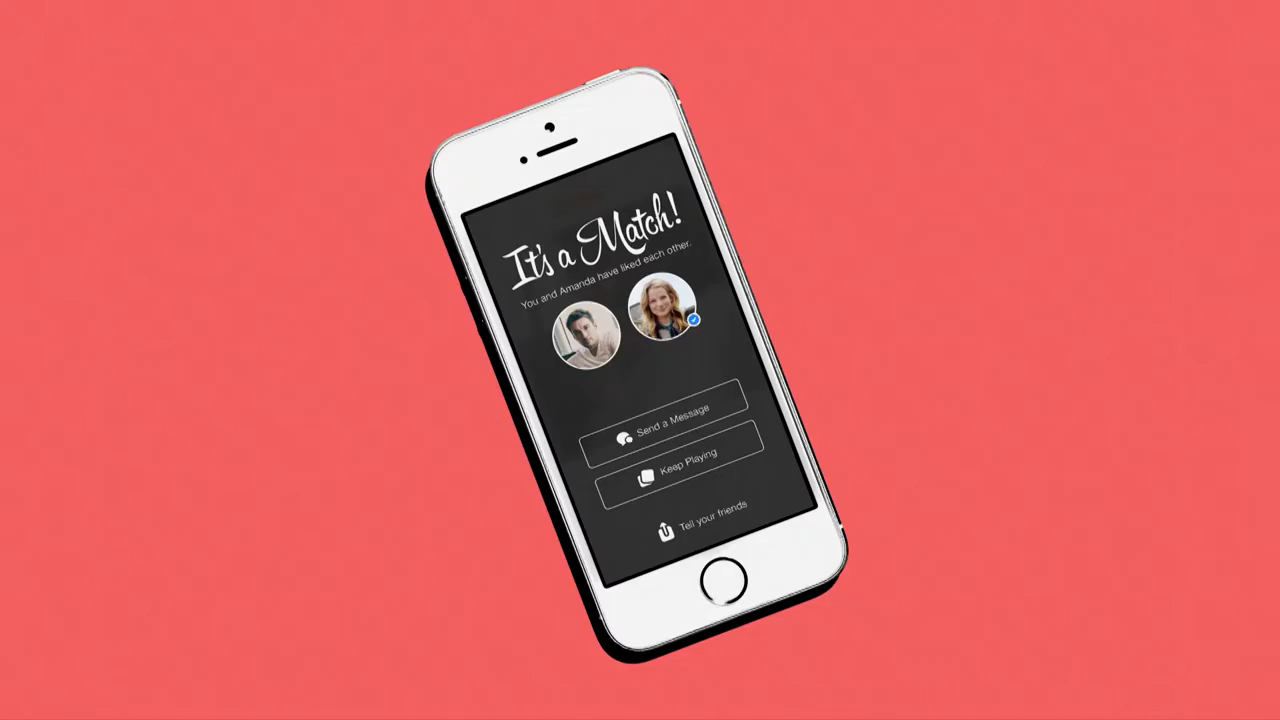 It's a Match!
You and Amanda have liked each other.
Send a Message
Keep Playing
Tell your friends